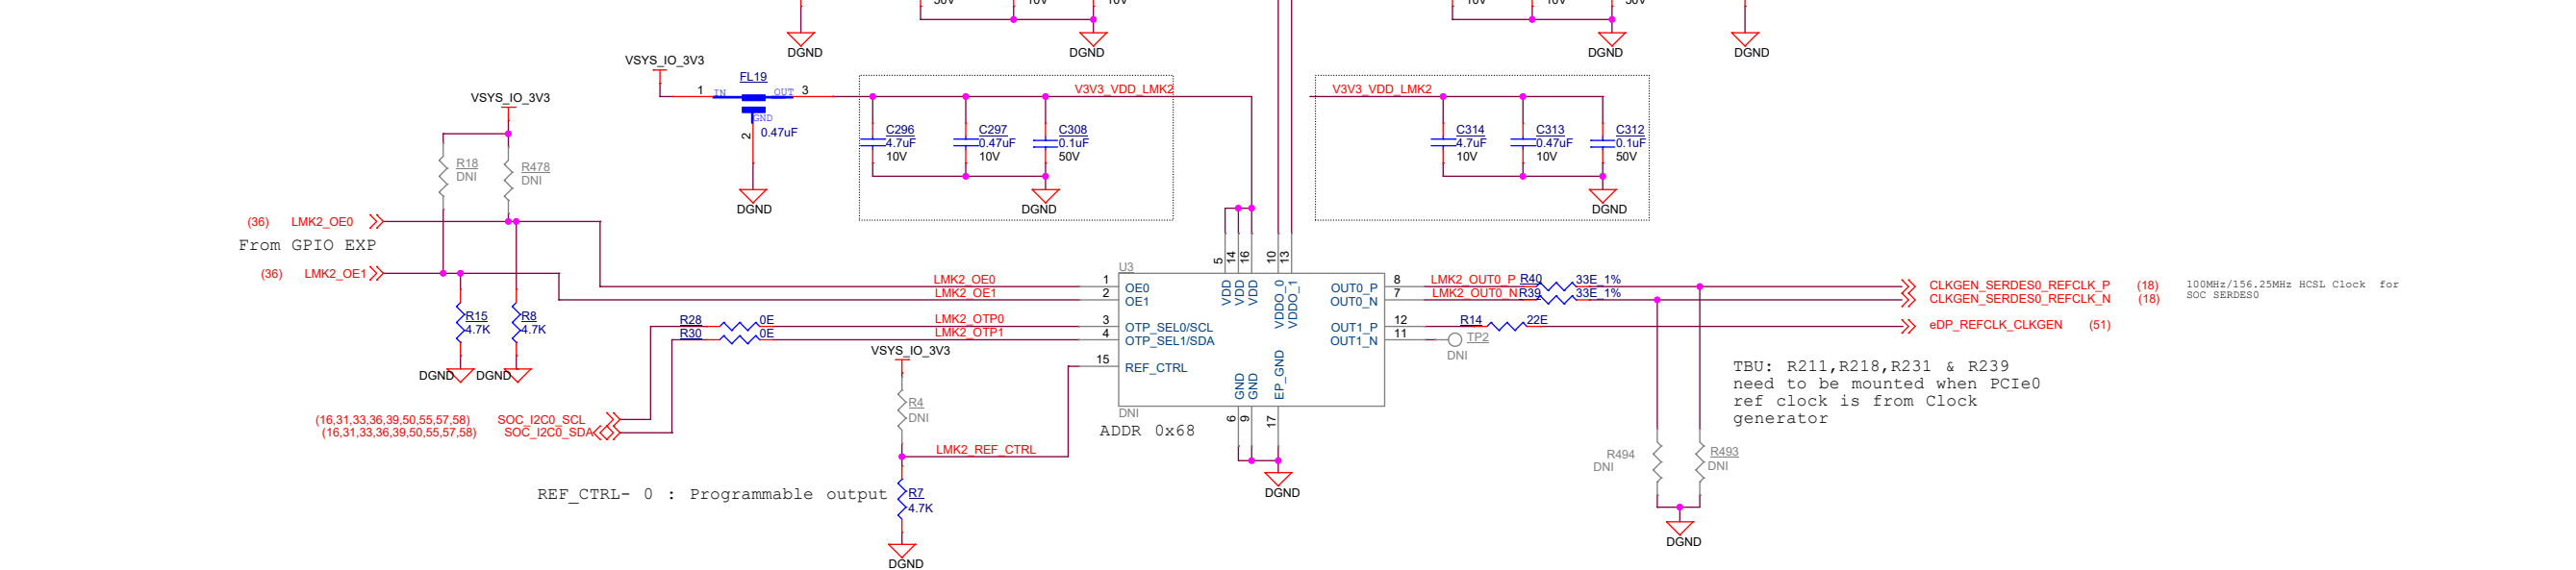 50V 10V 10V 10V 10V 50V
DGND DGND DGND DGND
VSYS_IO_3V3
FL19
1 IN OUT 3
GND
2
0.47uF
DGND
V3V3_VDD_LMK2
C296
4.7uF
10V
C297
0.47uF
10V
C308
0.1uF
50V
DGND
V3V3_VDD_LMK2
C314
4.7uF
10V
C313
0.47uF
10V
C312
0.1uF
50V
DGND
VSYS_IO_3V3
R18
DNI
R478
DNI
(36) LMK2_OE0
From GPIO EXP
(36) LMK2_OE1
R15
4.7K
R8
4.7K
DGND DGND
LMK2_OE0
LMK2_OE1
R28 0E LMK2_OTP0
R30 0E LMK2_OTP1
(16,31,33,36,39,50,55,57,58) SOC_I2C0_SCL
(16,31,33,36,39,50,55,57,58) SOC_I2C0_SDA
VSYS_IO_3V3
R4
DNI
LMK2_REF_CTRL
REF_CTRL- 0 : Programmable output
R7
4.7K
DGND
U3
5 14 16 10 13
VDD VDD VDD VDDO_0 VDDO_1
1 OE0
2 OE1
3 OTP_SEL0/SCL
4 OTP_SEL1/SDA
15 REF_CTRL
OUT0_P 8
OUT0_N 7
OUT1_P 12
OUT1_N 11
GND GND EP_GND
6 9 17
DNI
ADDR 0x68
DGND
LMK2_OUT0_P R40 33E_1%
LMK2_OUT0_N R39 33E_1%
R14 22E
TP2
DNI
CLKGEN_SERDES0_REFCLK_P (18)
CLKGEN_SERDES0_REFCLK_N (18)
eDP_REFCLK_CLKGEN (51)
100MHz/156.25MHz HCSL Clock for
SOC SERDES0
TBU: R211,R218,R231 & R239
need to be mounted when PCIe0
ref clock is from Clock
generator
R494
DNI
R493
DNI
DGND